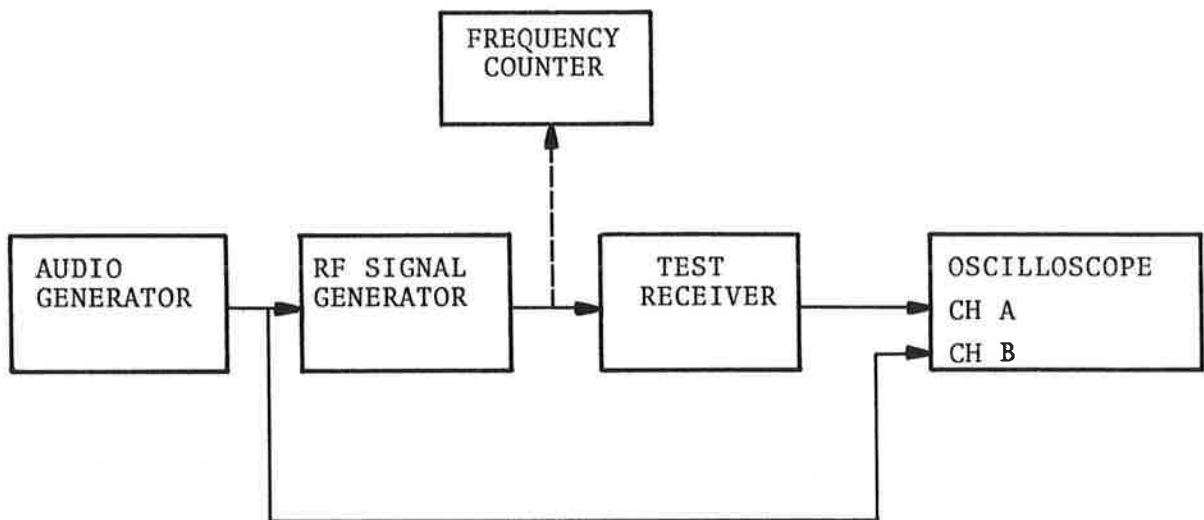 FREQUENCY
COUNTER
AUDIO
GENERATOR
RF SIGNAL
GENERATOR
TEST
RECEIVER
OSCILLOSCOPE
CH A
CH B